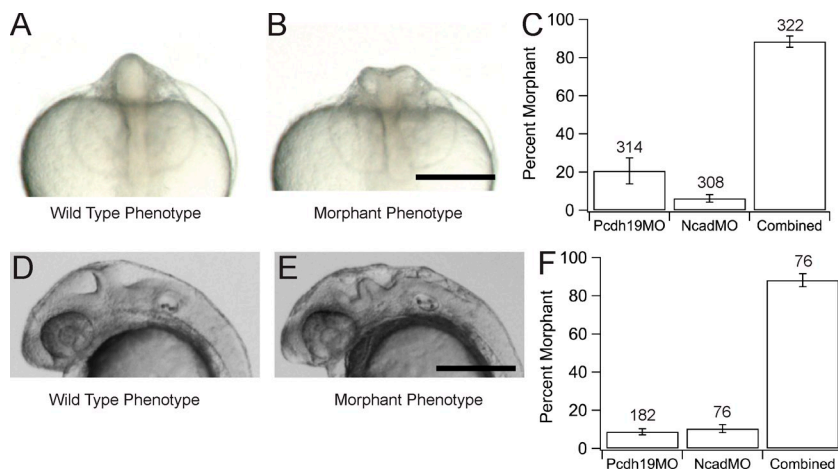 A
B
C
Wild Type Phenotype
Morphant Phenotype
Percent Morphant
100
80
60
40
20
0
314
308
322
Pcdh19MO
NcadMO
Combined
D
E
F
Wild Type Phenotype
Morphant Phenotype
Percent Morphant
100
80
60
40
20
0
182
76
76
Pcdh19MO
NcadMO
Combined